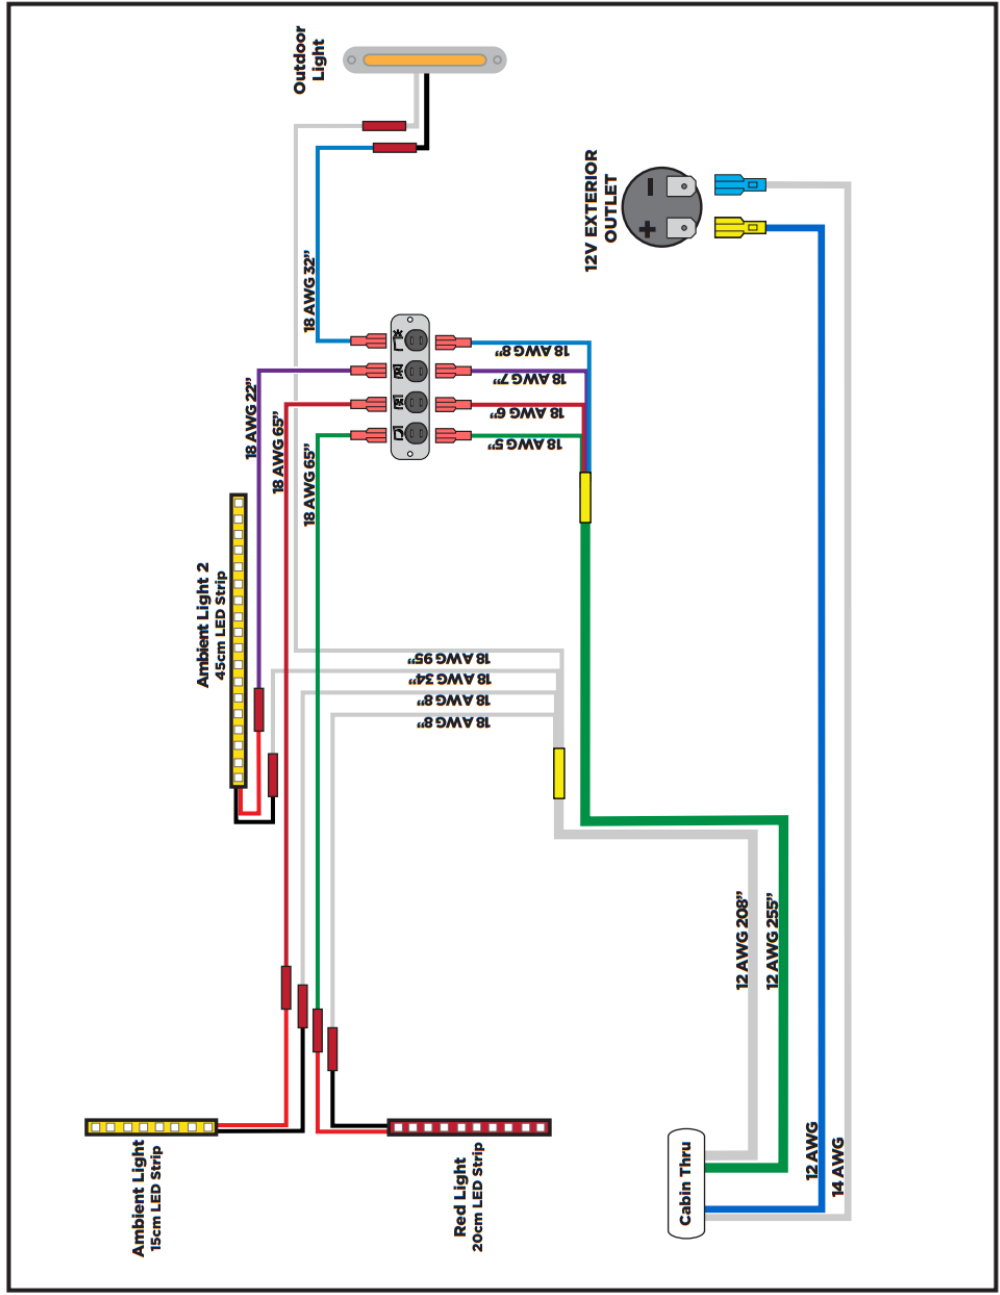 Outdoor
Light
12V EXTERIOR
OUTLET
−
+
18 AWG 32”
18 AWG 22”
18 AWG 65”
18 AWG 65”
18 AWG 8”
18 AWG 7”
18 AWG 6”
18 AWG 5”
Ambient Light 2
45cm LED Strip
18 AWG 95”
18 AWG 34”
18 AWG 8”
18 AWG 8”
12 AWG 208”
12 AWG 255”
Ambient Light
15cm LED Strip
Red Light
20cm LED Strip
Cabin Thru
12 AWG
14 AWG